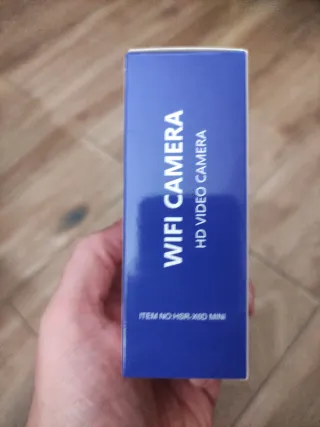 WIFI CAMERA
HD VIDEO CAMERA
ITEM NO:HSR-X6D MINI